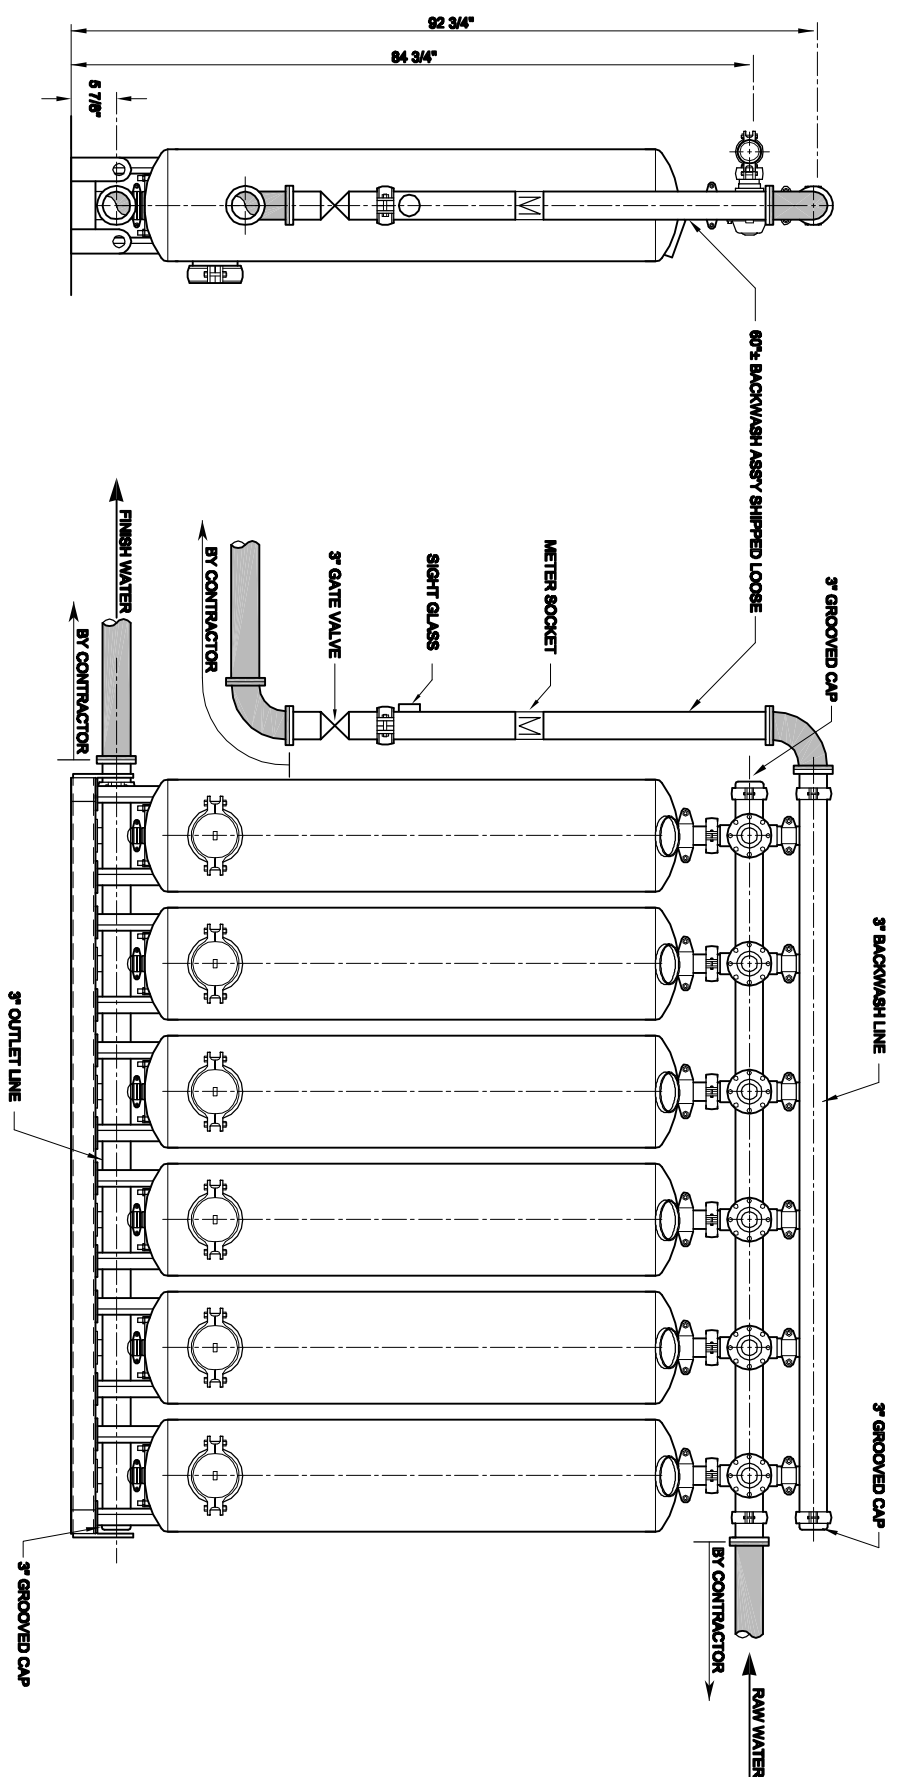 92 3/4"
84 3/4"
5 7/8"
60"± BACKWASH ASS'Y SHIPPED LOOSE
3" GROOVED CAP
METER SOCKET
SIGHT GLASS
3" GATE VALVE
BY CONTRACTOR
FINISH WATER
BY CONTRACTOR
M
M
3" BACKWASH LINE
3" OUTLET LINE
3" GROOVED CAP
3" GROOVED CAP
BY CONTRACTOR
RAW WATER